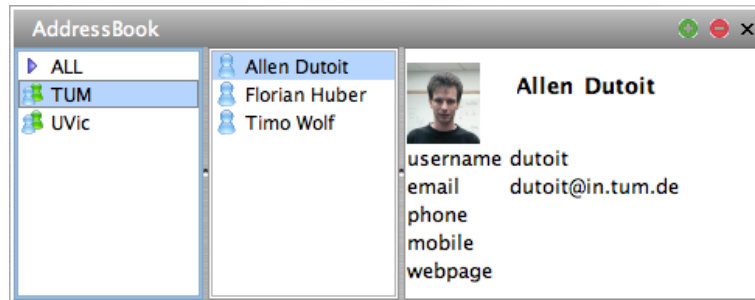 AddressBook
ALL
TUM
UVic
Allen Dutoit
Florian Huber
Timo Wolf
Allen Dutoit
username dutoit
email dutoit@in.tum.de
phone
mobile
webpage